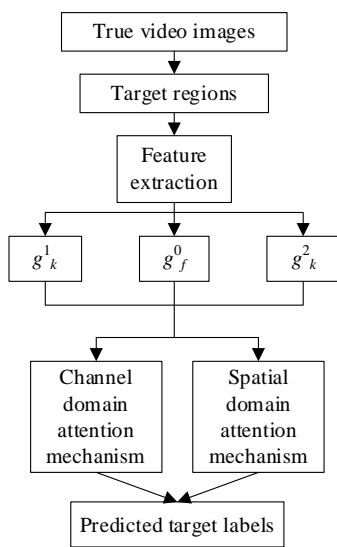 True video images
Target regions
Feature
extraction
g¹ₖ g⁰_f g²ₖ
Channel
domain
attention
mechanism
Spatial
domain
attention
mechanism
Predicted target labels